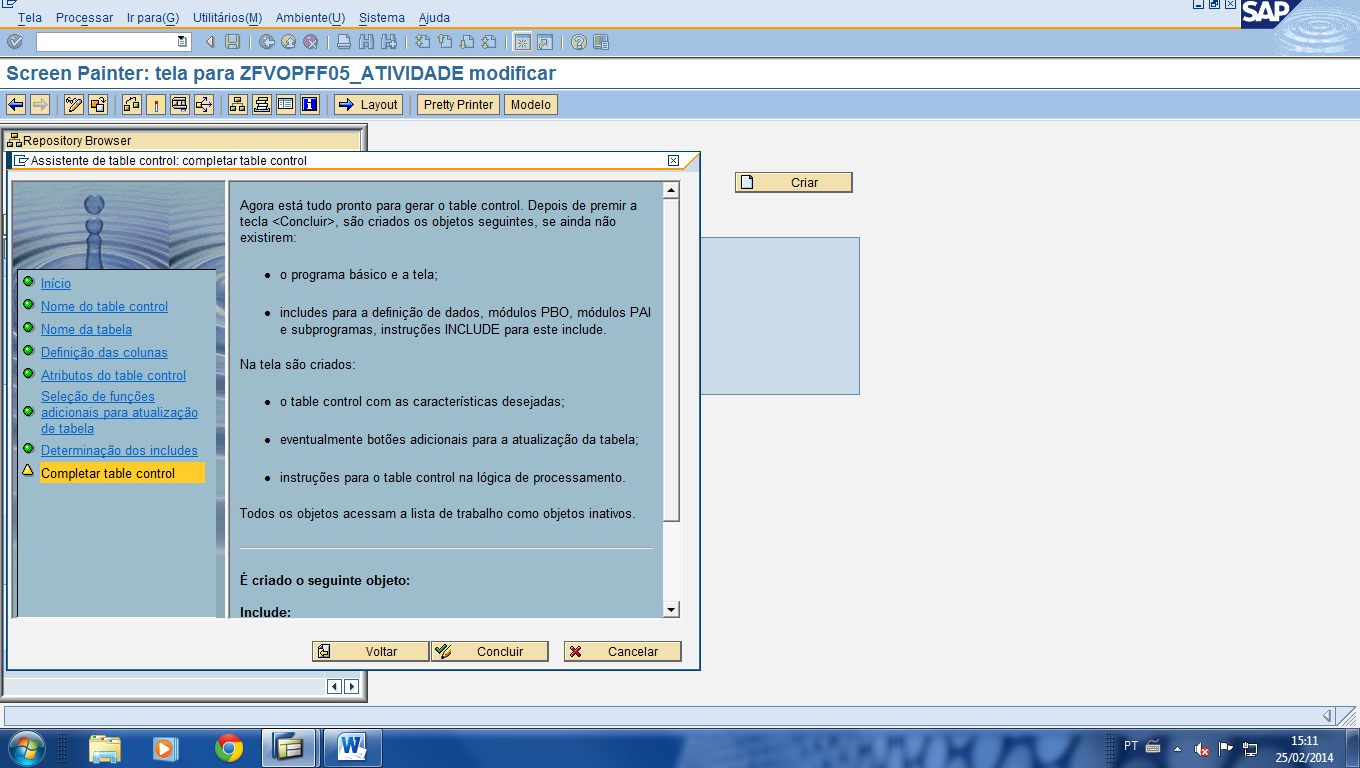 Tela Processar Ir para(G) Utilitários(M) Ambiente(U) Sistema Ajuda
SAP
Screen Painter: tela para ZFVOPFF05_ATIVIDADE modificar
Layout Pretty Printer Modelo
Repository Browser
Assistente de table control: completar table control
Criar
Início
Nome do table control
Nome da tabela
Definição das colunas
Atributos do table control
Seleção de funções
adicionais para atualização
de tabela
Determinação dos includes
Completar table control
Agora está tudo pronto para gerar o table control. Depois de premir a
tecla <Concluir>, são criados os objetos seguintes, se ainda não
existirem:
• o programa básico e a tela;
• includes para a definição de dados, módulos PBO, módulos PAI
e subprogramas, instruções INCLUDE para este include.
Na tela são criados:
• o table control com as características desejadas;
• eventualmente botões adicionais para a atualização da tabela;
• instruções para o table control na lógica de processamento.
Todos os objetos acessam a lista de trabalho como objetos inativos.
É criado o seguinte objeto:
Include:
Voltar Concluir Cancelar
PT
15:11
25/02/2014